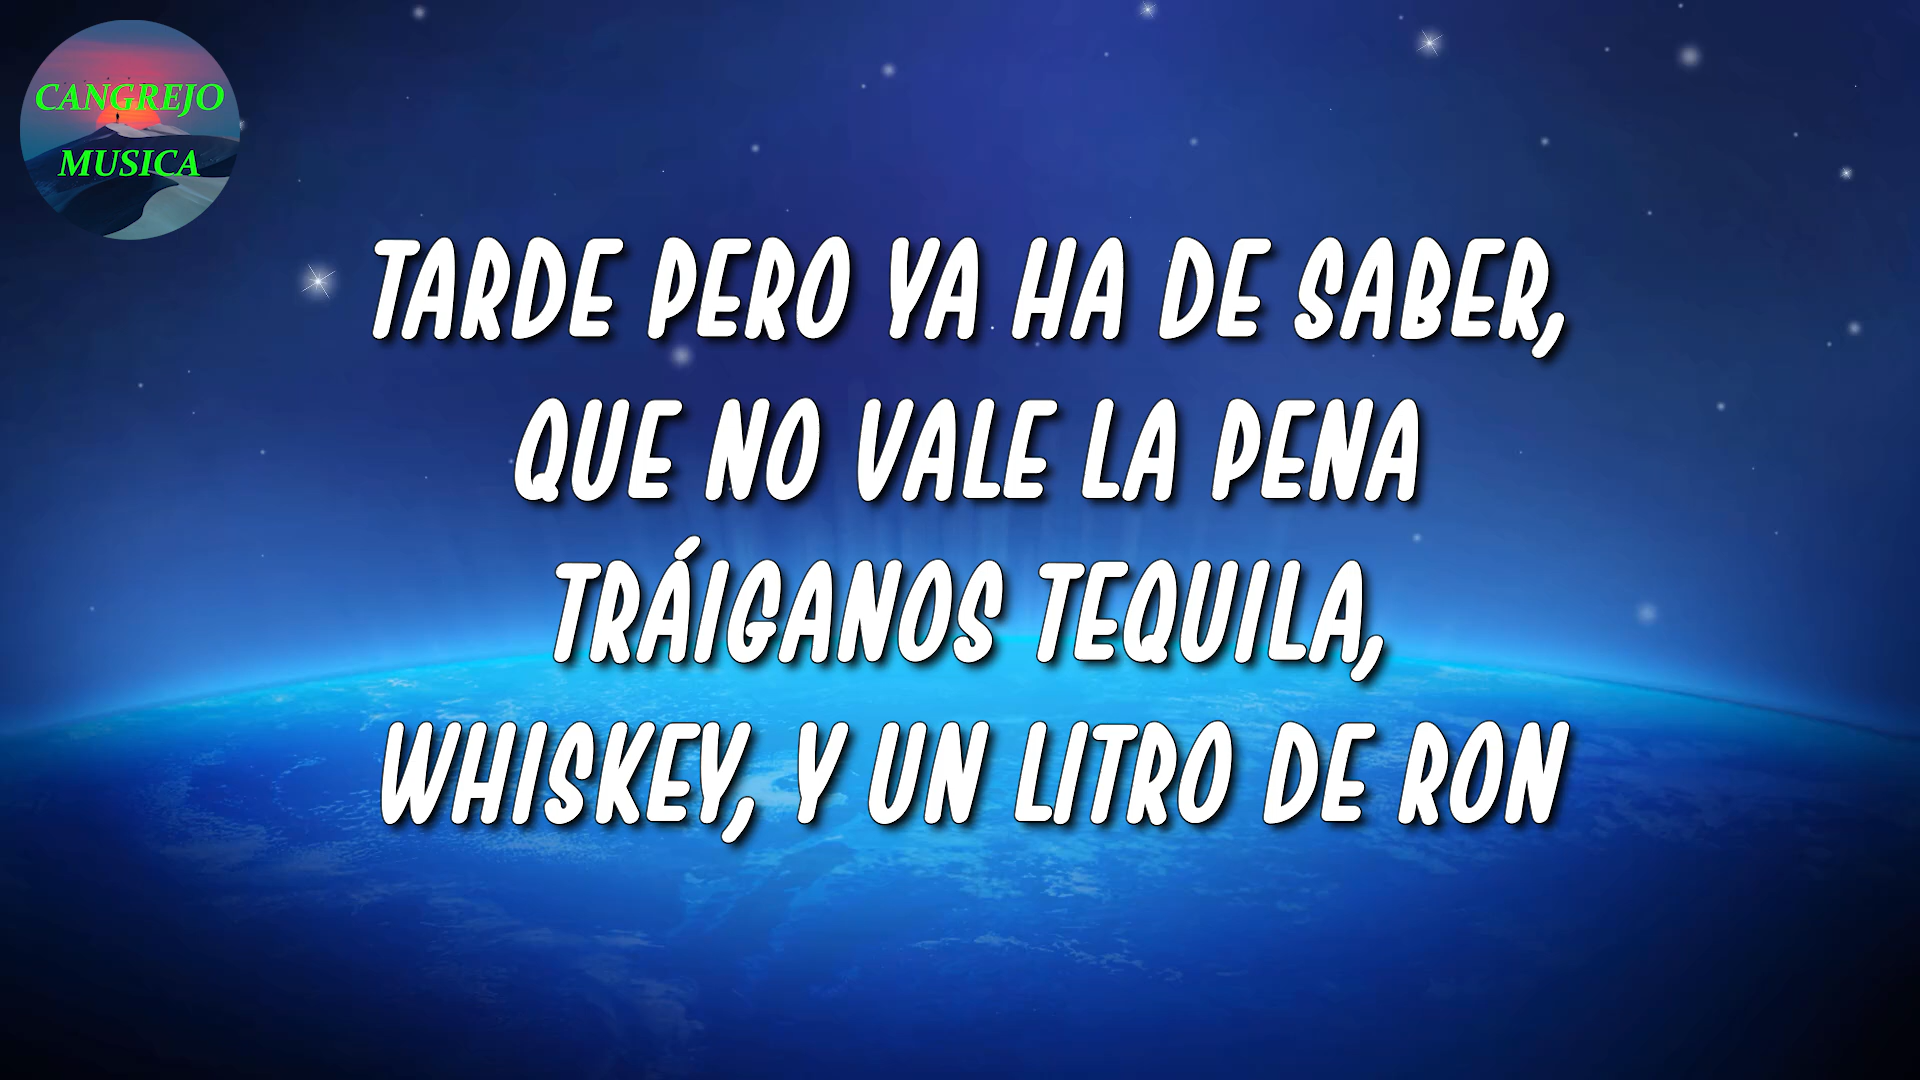 CANGREJO
MUSICA
TARDE PERO YA HA DE SABER,
QUE NO VALE LA PENA
TRÁIGANOS TEQUILA,
WHISKEY, Y UN LITRO DE RON